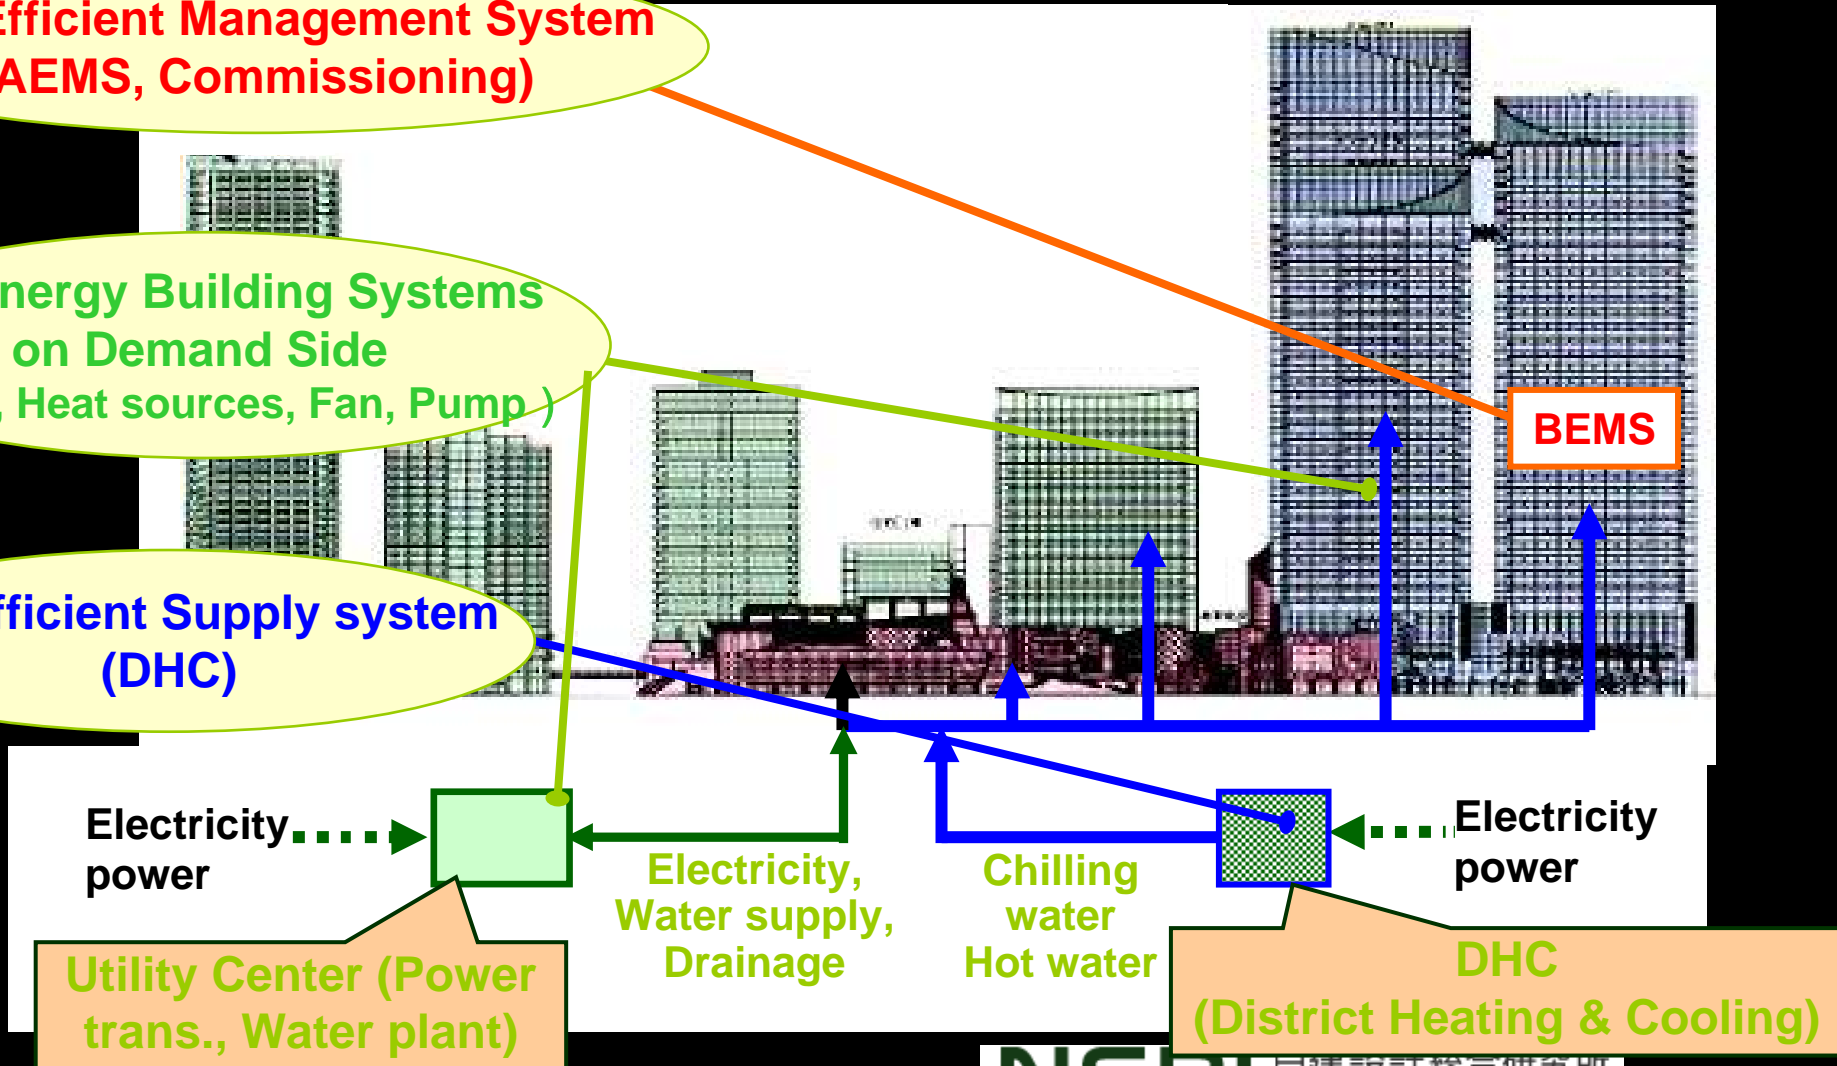 Efficient Management System
AEMS, Commissioning)
nergy Building Systems
on Demand Side
, Heat sources, Fan, Pump )
fficient Supply system
(DHC)
BEMS
Electricity
power
Electricity,
Water supply,
Drainage
Chilling
water
Hot water
Electricity
power
Utility Center (Power
trans., Water plant)
DHC
(District Heating & Cooling)